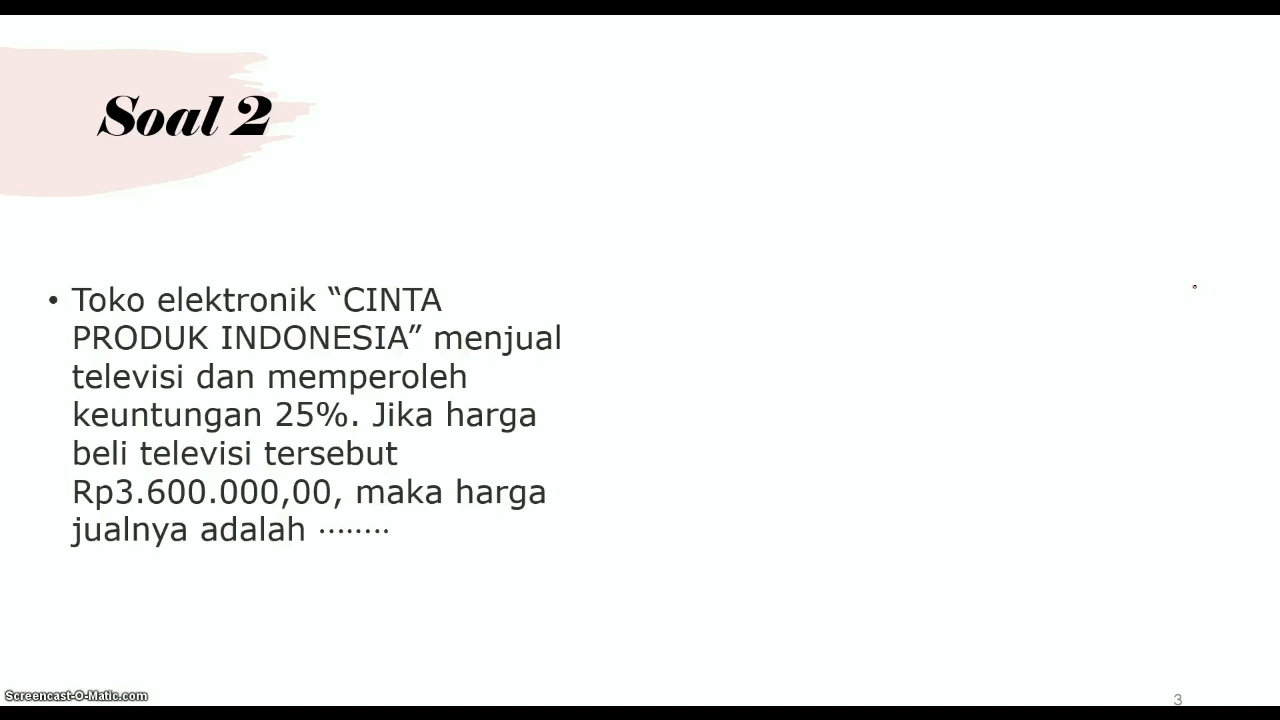 Soal 2
• Toko elektronik “CINTA
PRODUK INDONESIA” menjual
televisi dan memperoleh
keuntungan 25%. Jika harga
beli televisi tersebut
Rp3.600.000,00, maka harga
jualnya adalah ········
Screencast-O-Matic.com
3